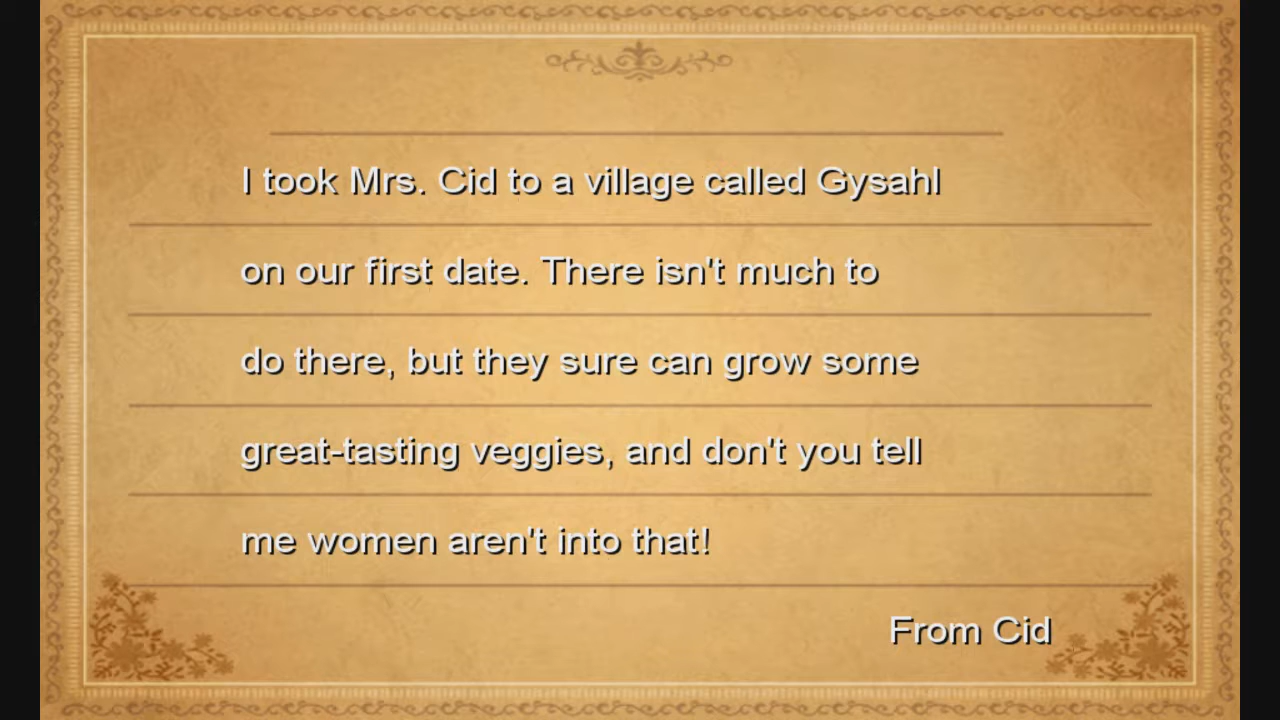 I took Mrs. Cid to a village called Gysahl
on our first date. There isn't much to
do there, but they sure can grow some
great-tasting veggies, and don't you tell
me women aren't into that!
From Cid